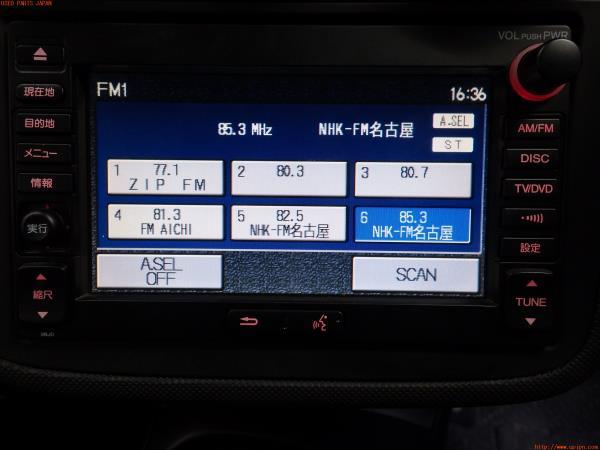 USED PARTS JAPAN
VOL PUSH PWR
現在地
目的地
メニュー
情報
実行
縮尺
FM1
16:36
85.3 MHz NHK-FM名古屋
A.SEL
ST
1 77.1
ZIP FM
2 80.3
3 80.7
4 81.3
FM AICHI
5 82.5
NHK-FM名古屋
6 85.3
NHK-FM名古屋
A.SEL
OFF
SCAN
AM/FM
DISC
TV/DVD
設定
TUNE
http://www.upjpn.com/